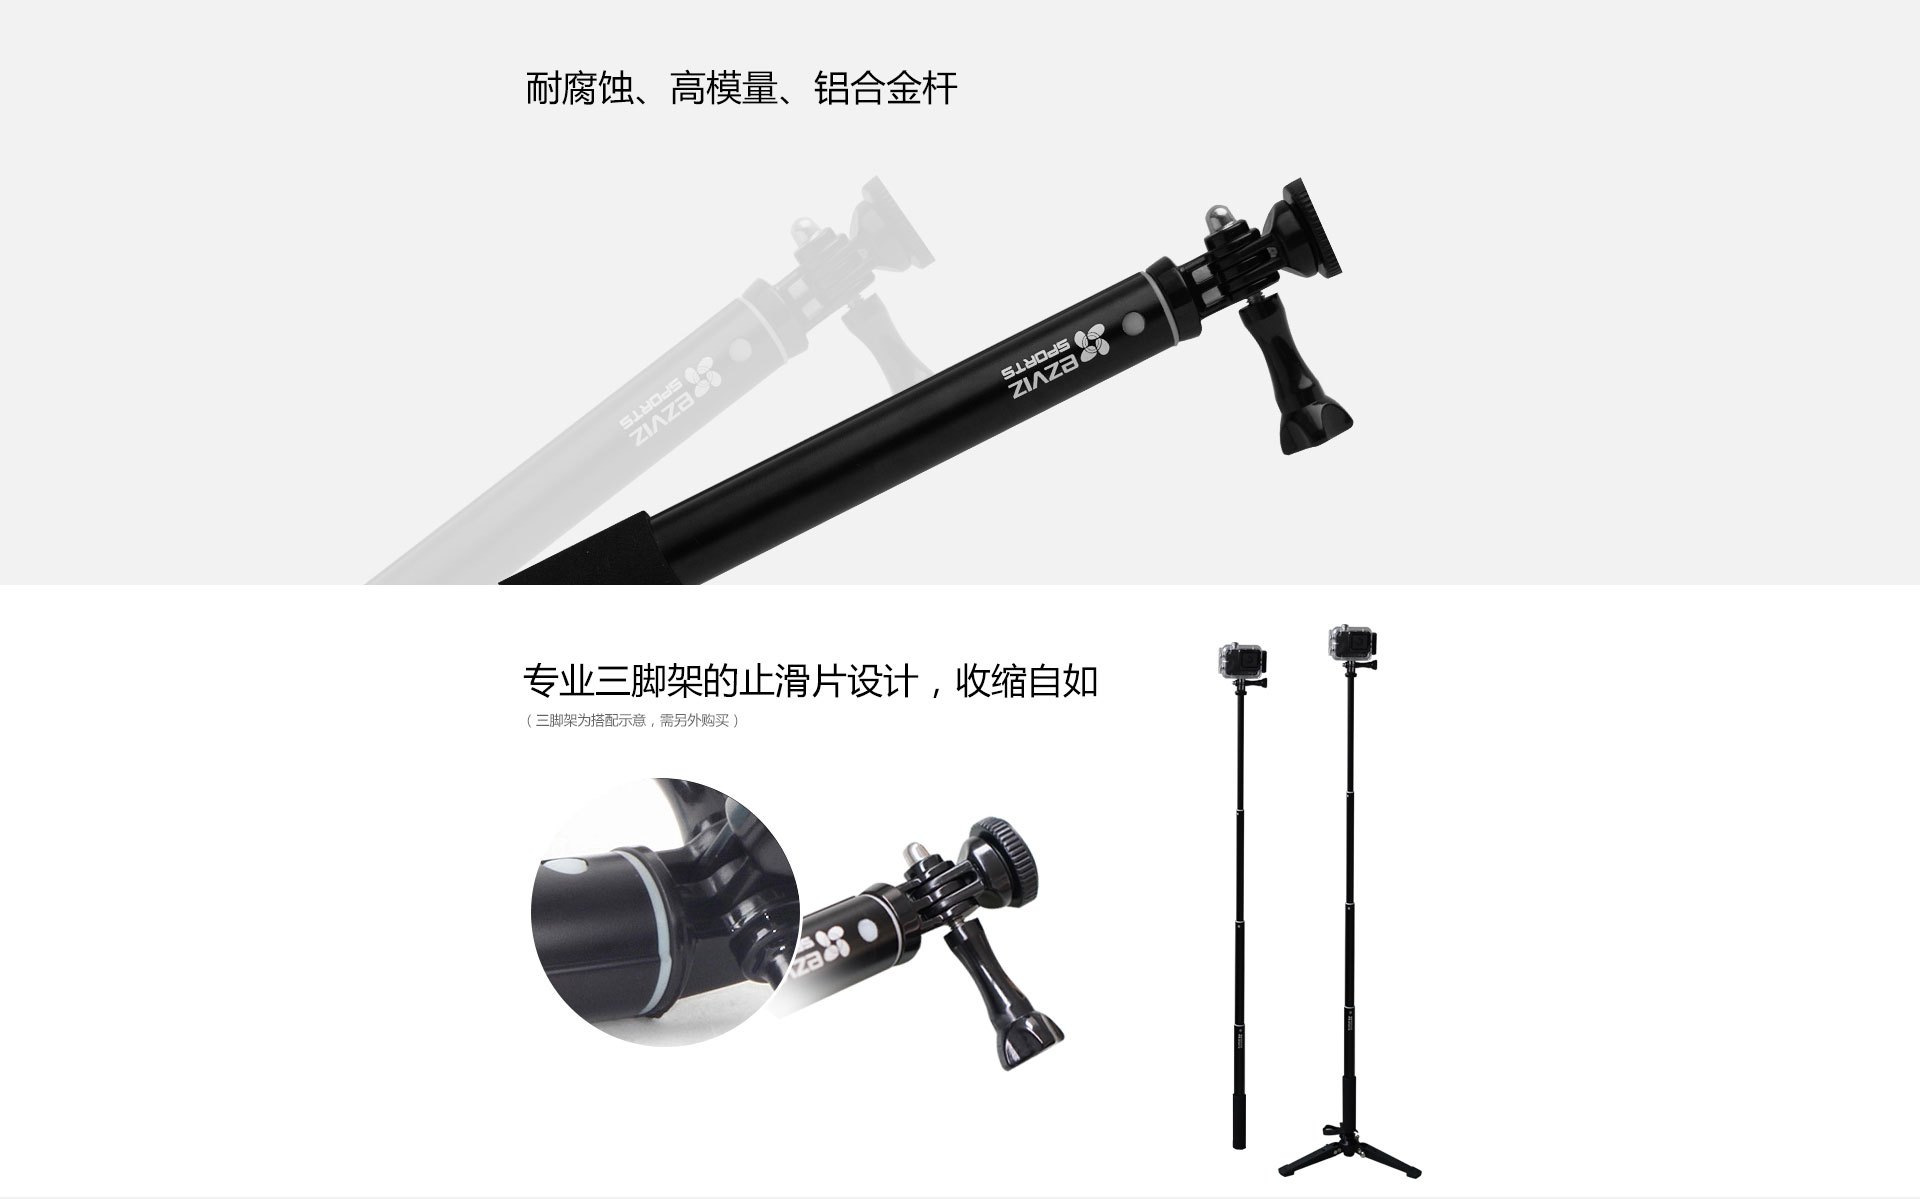 耐腐蚀、高模量、铝合金杆
ezviz
SPORTS
ezviz
SPORTS
专业三脚架的止滑片设计，收缩自如
（三脚架为搭配示意，需另外购买）